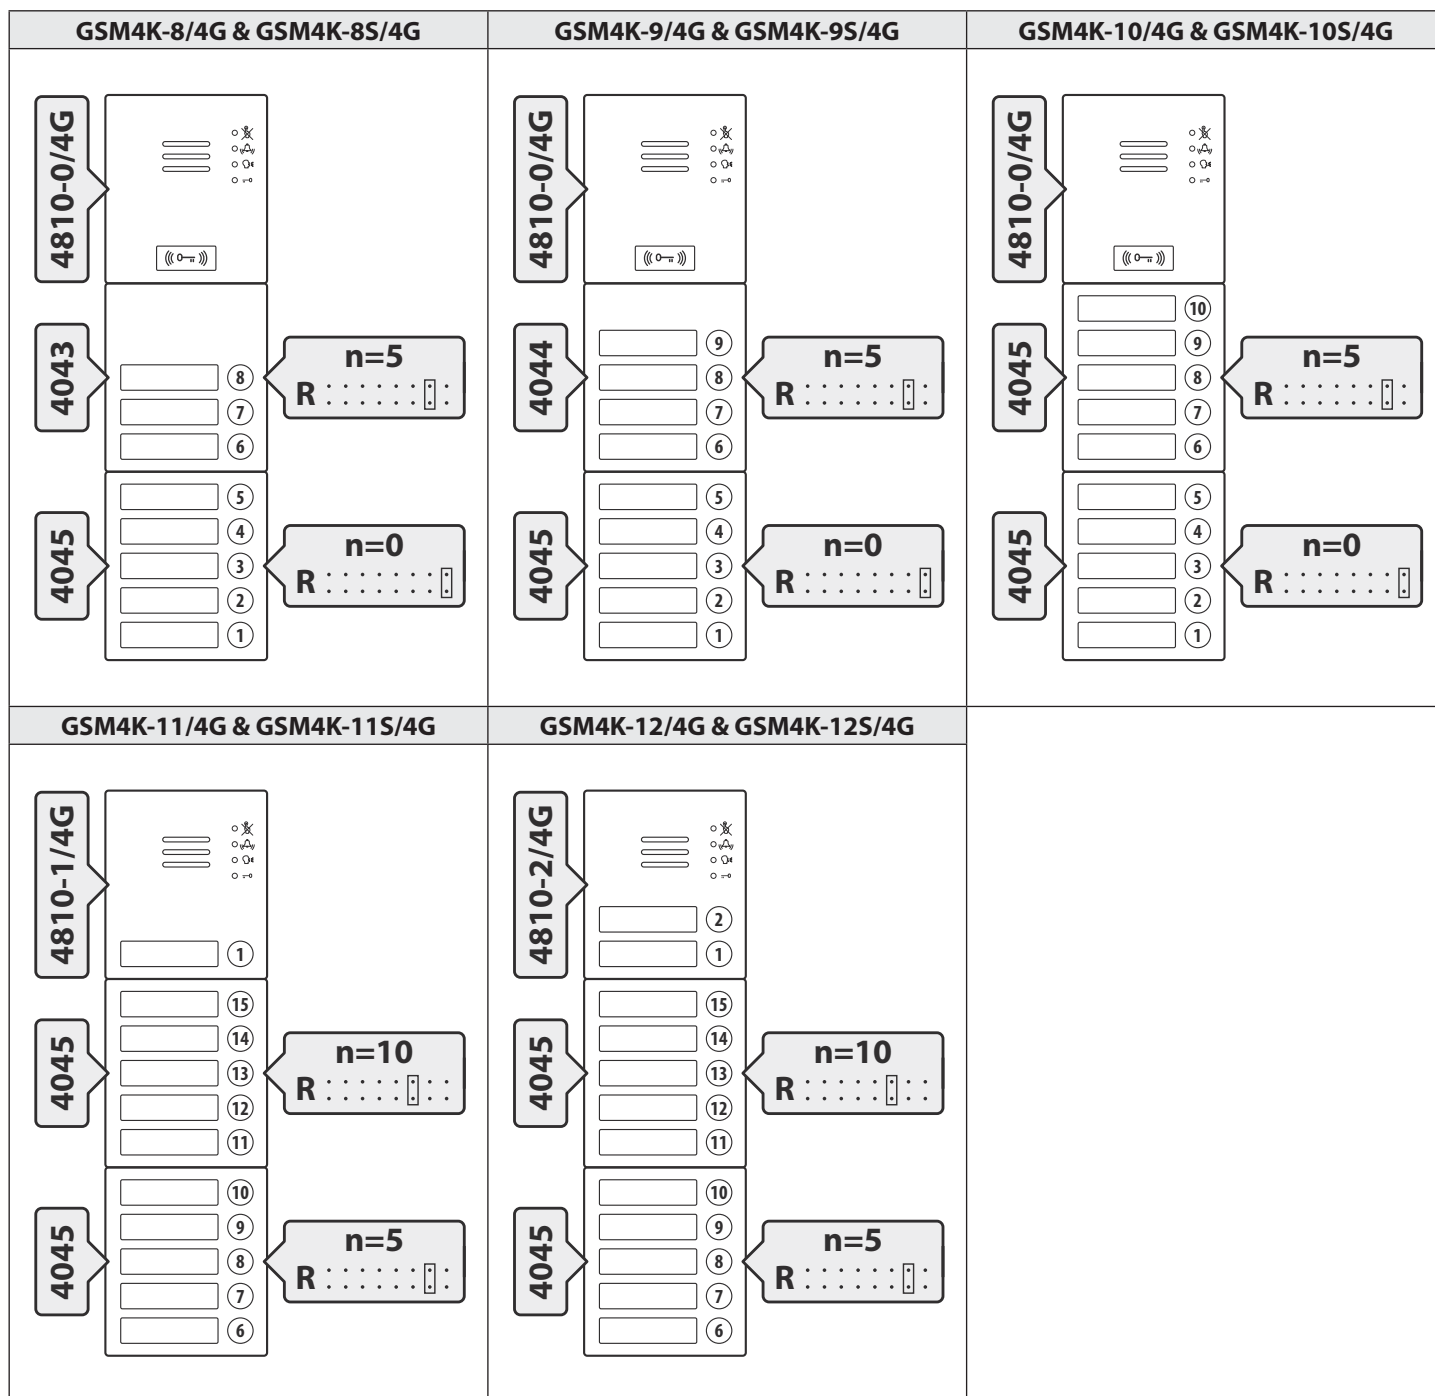 GSM4K-8/4G & GSM4K-8S/4G
4810-0/4G
4043
8
7
6
n=5
R
4045
5
4
3
2
1
n=0
R
GSM4K-9/4G & GSM4K-9S/4G
4810-0/4G
4044
9
8
7
6
n=5
R
4045
5
4
3
2
1
n=0
R
GSM4K-10/4G & GSM4K-10S/4G
4810-0/4G
4045
10
9
8
7
6
n=5
R
4045
5
4
3
2
1
n=0
R
GSM4K-11/4G & GSM4K-11S/4G
4810-1/4G
1
4045
15
14
13
12
11
n=10
R
4045
10
9
8
7
6
n=5
R
GSM4K-12/4G & GSM4K-12S/4G
4810-2/4G
2
1
4045
15
14
13
12
11
n=10
R
4045
10
9
8
7
6
n=5
R